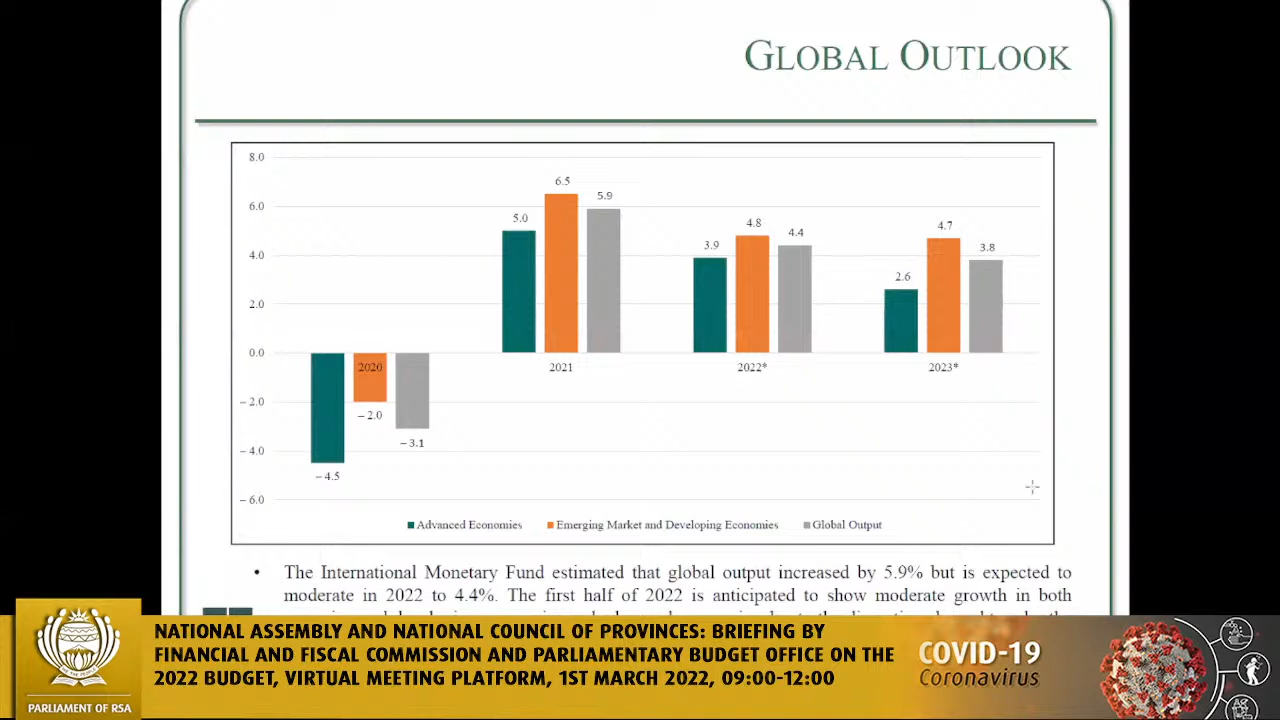 GLOBAL OUTLOOK
8.0
6.0
4.0
2.0
0.0
– 2.0
– 4.0
– 6.0
– 4.5
2020
– 2.0
– 3.1
5.0
6.5
5.9
2021
3.9
4.8
4.4
2022*
2.6
4.7
3.8
2023*
Advanced Economies
Emerging Market and Developing Economies
Global Output
• The International Monetary Fund estimated that global output increased by 5.9% but is expected to
moderate in 2022 to 4.4%. The first half of 2022 is anticipated to show moderate growth in both
NATIONAL ASSEMBLY AND NATIONAL COUNCIL OF PROVINCES: BRIEFING BY
FINANCIAL AND FISCAL COMMISSION AND PARLIAMENTARY BUDGET OFFICE ON THE
2022 BUDGET, VIRTUAL MEETING PLATFORM, 1ST MARCH 2022, 09:00-12:00
PARLIAMENT OF RSA
COVID-19
Coronavirus